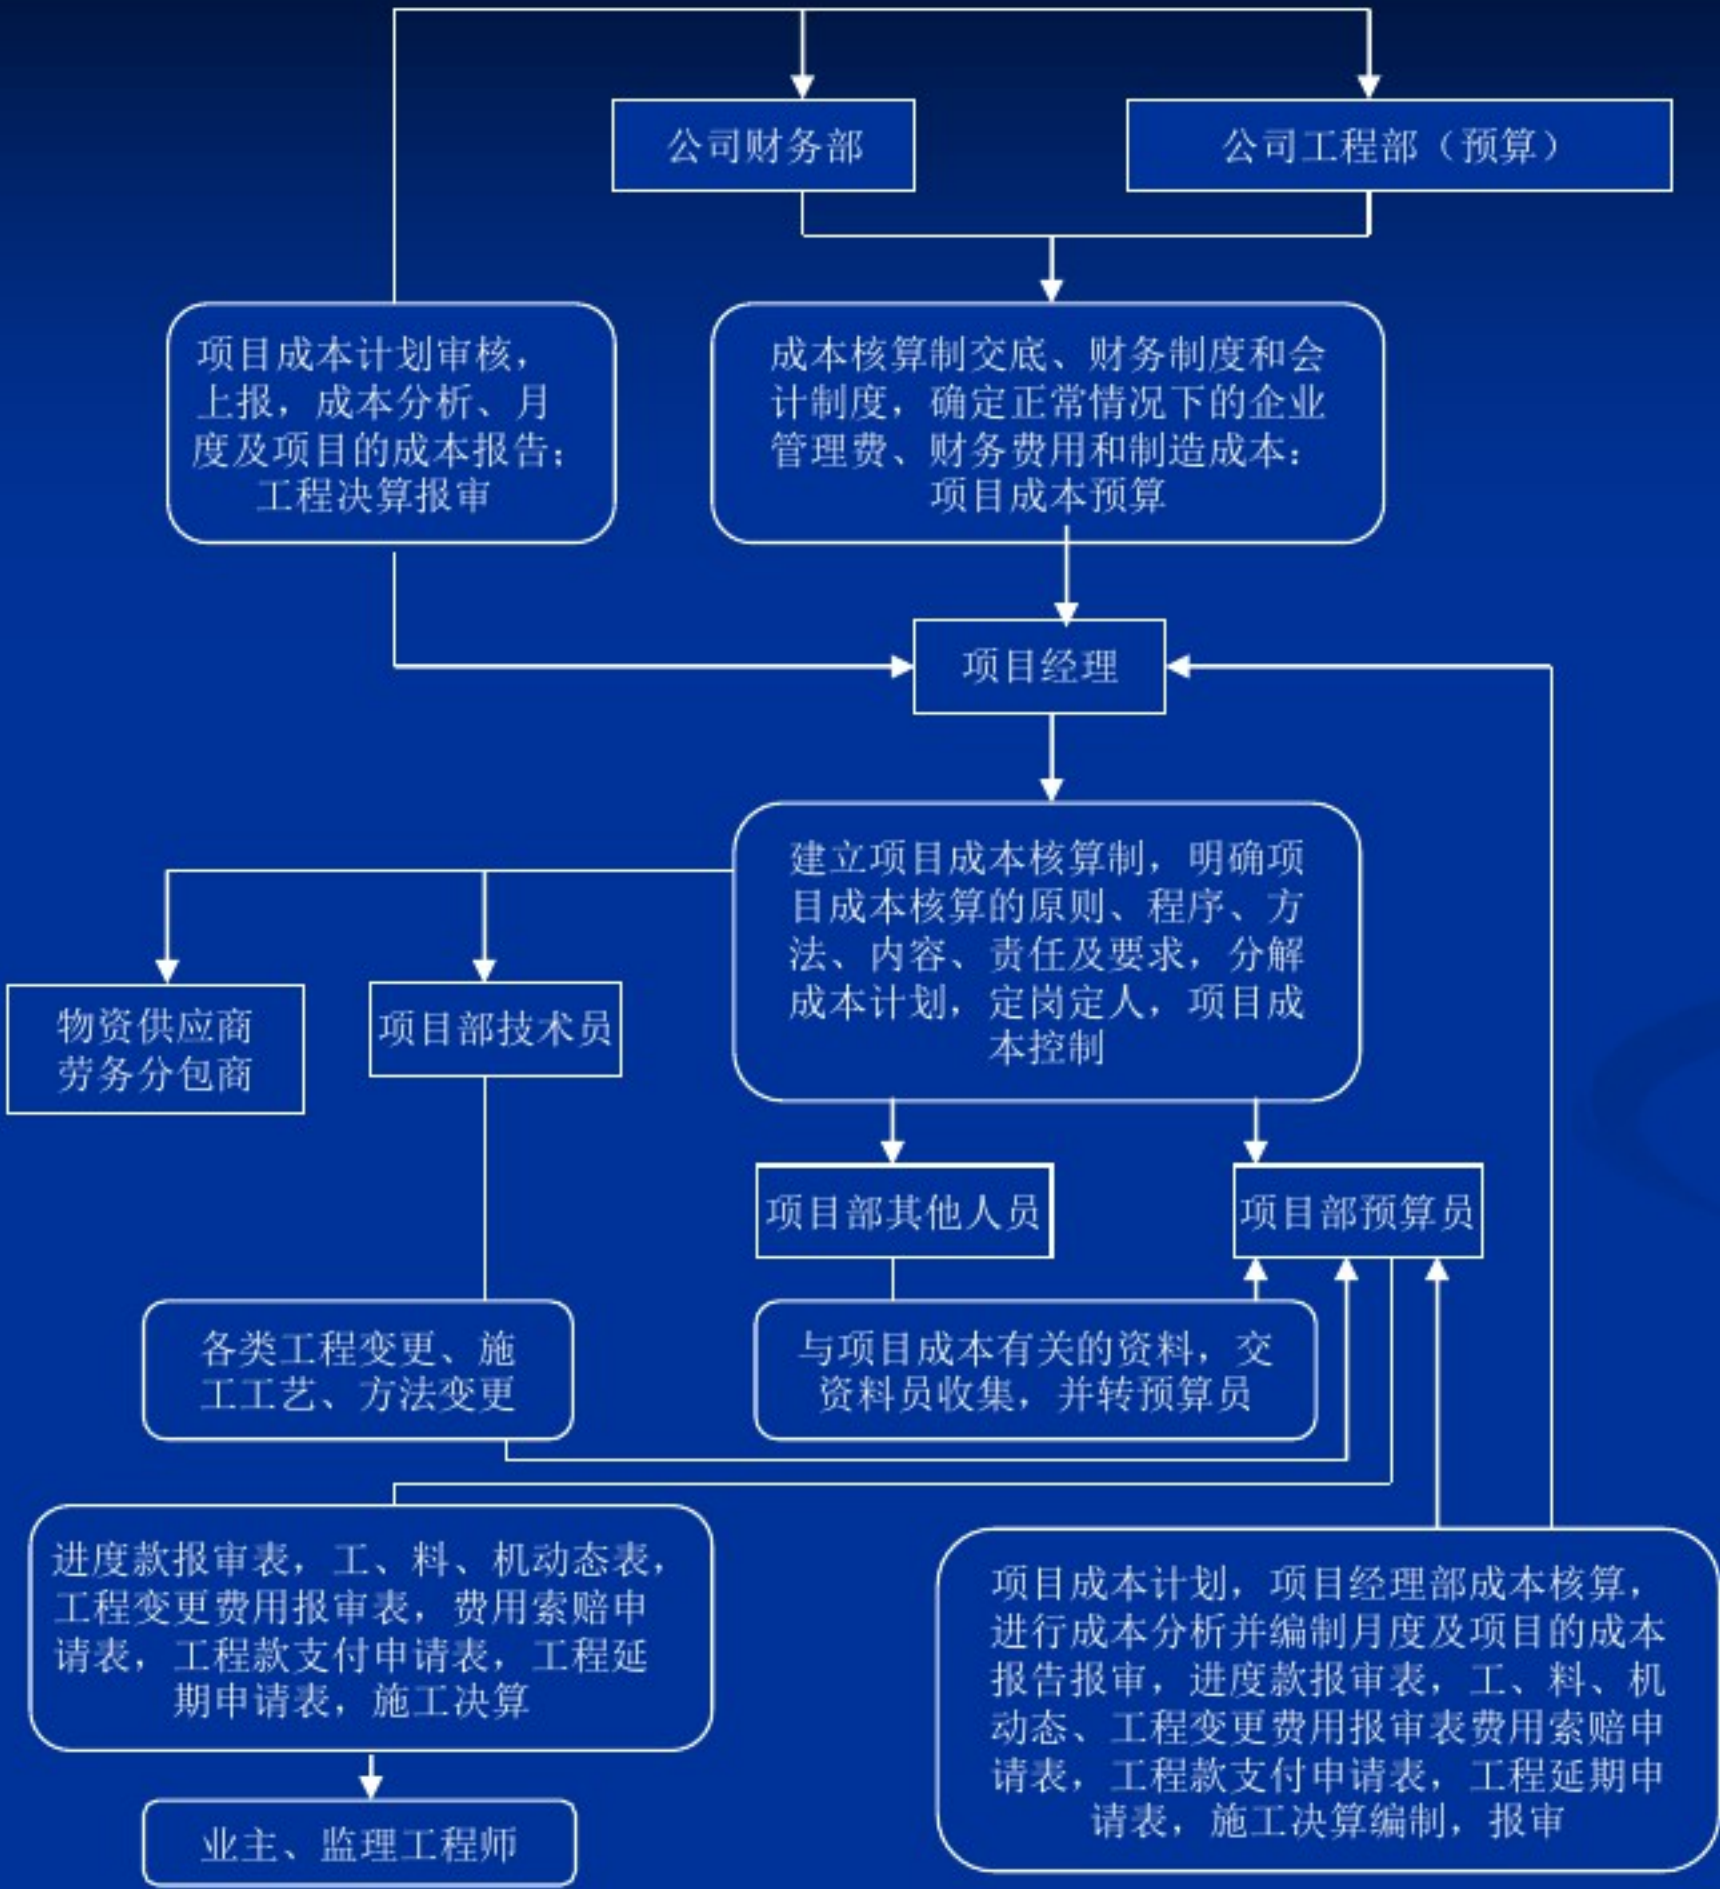 公司财务部
公司工程部（预算）
项目成本计划审核，
上报，成本分析、月
度及项目的成本报告；
工程决算报审
成本核算制交底、财务制度和会
计制度，确定正常情况下的企业
管理费、财务费用和制造成本：
项目成本预算
项目经理
建立项目成本核算制，明确项
目成本核算的原则、程序、方
法、内容、责任及要求，分解
成本计划，定岗定人，项目成
本控制
物资供应商
劳务分包商
项目部技术员
项目部其他人员
项目部预算员
各类工程变更、施
工工艺、方法变更
与项目成本有关的资料，交
资料员收集，并转预算员
进度款报审表，工、料、机动态表，
工程变更费用报审表，费用索赔申
请表，工程款支付申请表，工程延
期申请表，施工决算
项目成本计划，项目经理部成本核算，
进行成本分析并编制月度及项目的成本
报告报审，进度款报审表，工、料、机
动态、工程变更费用报审表费用索赔申
请表，工程款支付申请表，工程延期申
请表，施工决算编制，报审
业主、监理工程师